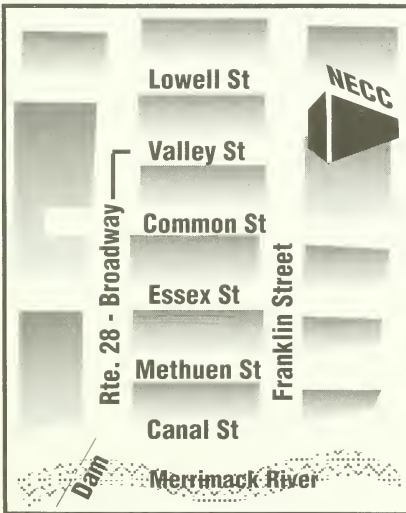 NECC
Lowell St
Valley St
Common St
Essex St
Methuen St
Canal St
Rte. 28 - Broadway
Franklin Street
Dam
Merrimack River